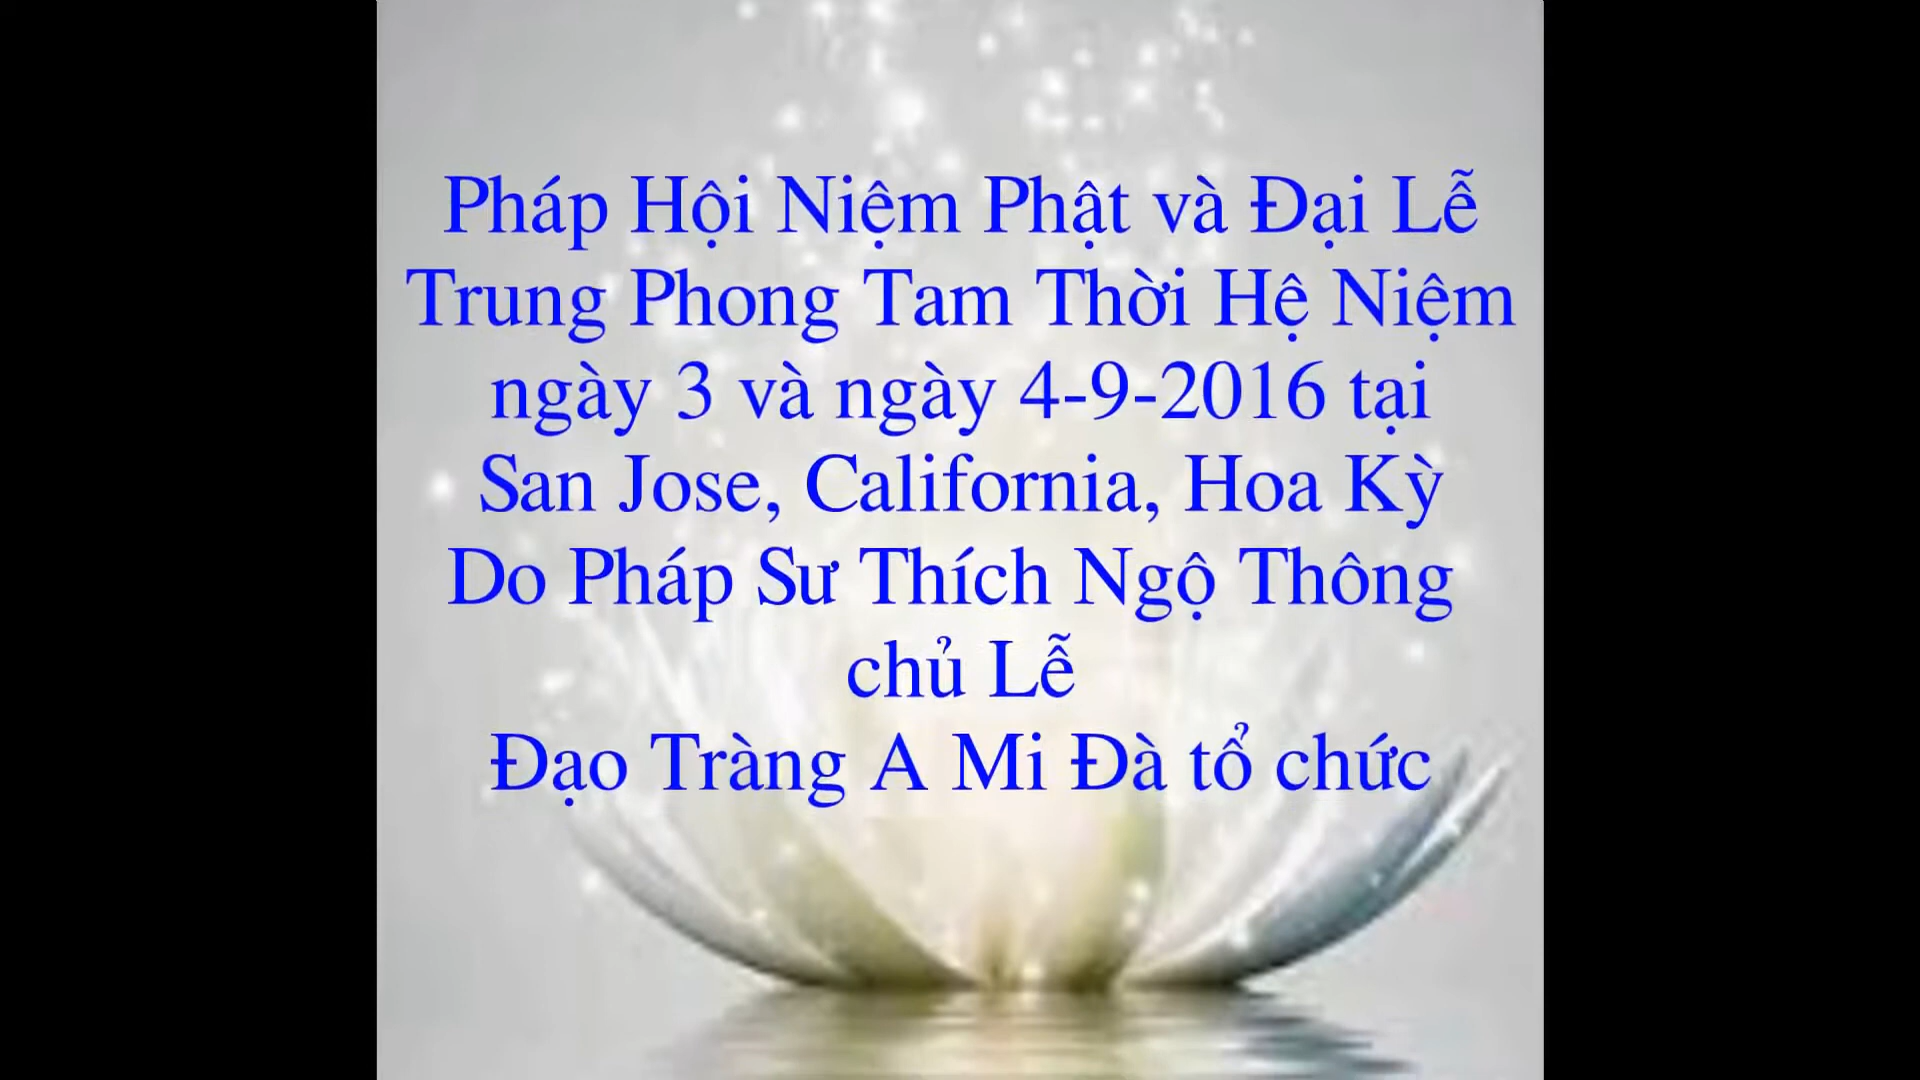 Pháp Hội Niệm Phật và Đại Lễ
Trung Phong Tam Thời Hệ Niệm
ngày 3 và ngày 4-9-2016 tại
San Jose, California, Hoa Kỳ
Do Pháp Sư Thích Ngộ Thông
chủ Lễ
Đạo Tràng A Mi Đà tổ chức